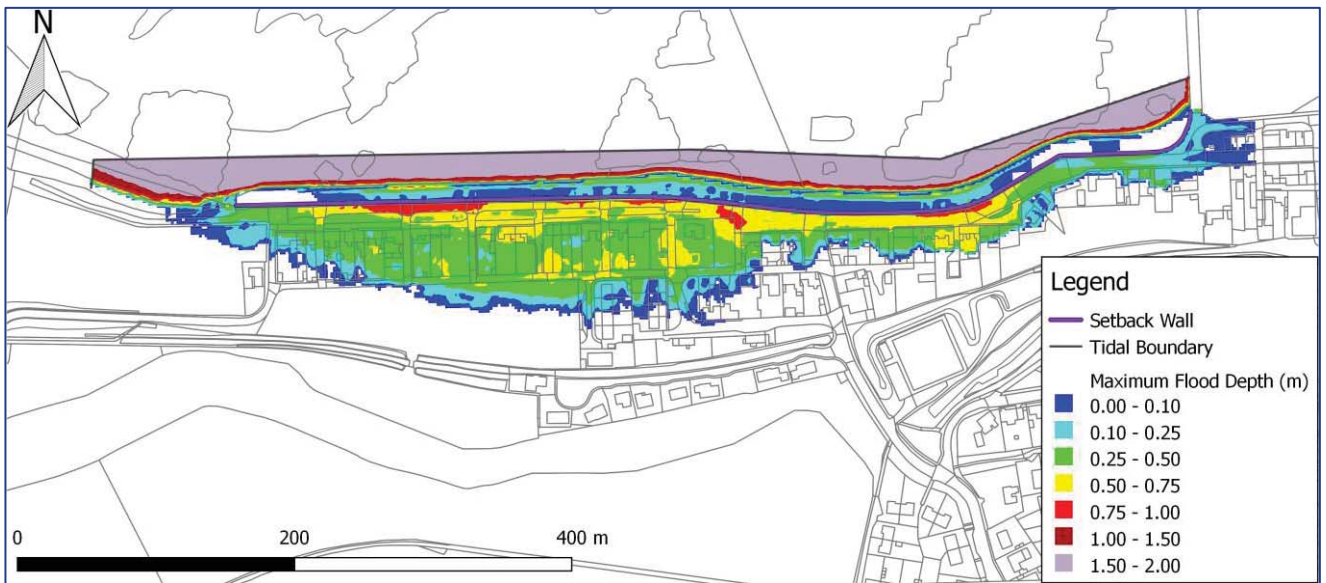 N
Legend
Setback Wall
Tidal Boundary
Maximum Flood Depth (m)
0.00 - 0.10
0.10 - 0.25
0.25 - 0.50
0.50 - 0.75
0.75 - 1.00
1.00 - 1.50
1.50 - 2.00
0 200 400 m